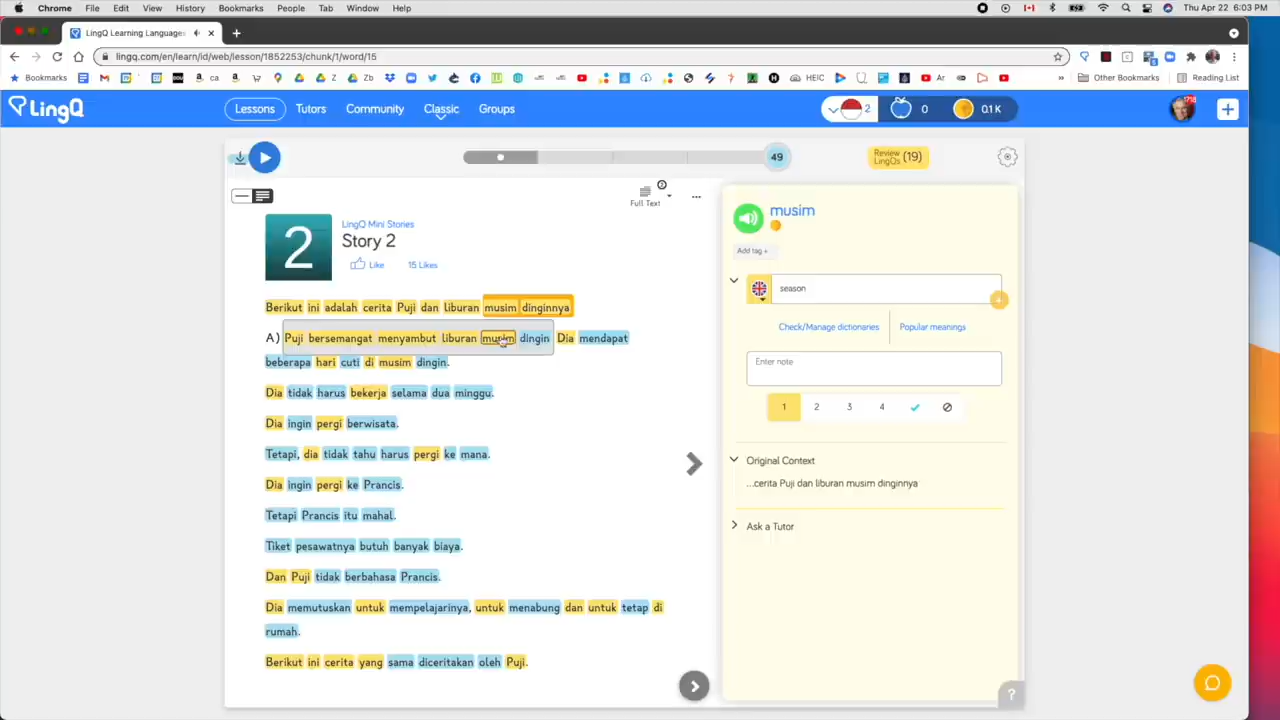 Chrome File Edit View History Bookmarks People Tab Window Help Thu Apr 22 6:03 PM
LingQ Learning Languages
lingq.com/en/learn/id/web/lesson/1852253/chunk/1/word/15
Bookmarks ca Z Zb HEIC Ar » Other Bookmarks Reading List
LingQ Lessons Tutors Community Classic Groups 2 0 0.1K
49
Review LingQs (19)
Full Text
LingQ Mini Stories
2 Story 2
Like 15 Likes
Berikut ini adalah cerita Puji dan liburan musim dinginnya
A) Puji bersemangat menyambut liburan musim dingin Dia mendapat
beberapa hari cuti di musim dingin.
Dia tidak harus bekerja selama dua minggu.
Dia ingin pergi berwisata.
Tetapi, dia tidak tahu harus pergi ke mana.
Dia ingin pergi ke Prancis.
Tetapi Prancis itu mahal.
Tiket pesawatnya butuh banyak biaya.
Dan Puji tidak berbahasa Prancis.
Dia memutuskan untuk mempelajarinya, untuk menabung dan untuk tetap di
rumah.
Berikut ini cerita yang sama diceritakan oleh Puji.
musim
Add tag +
season
Check/Manage dictionaries Popular meanings
Enter note
1 2 3 4
Original Context
...cerita Puji dan liburan musim dinginnya
Ask a Tutor
?